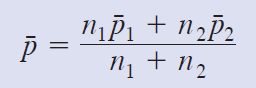 p̄ = (n₁p̄₁ + n₂p̄₂) / (n₁ + n₂)